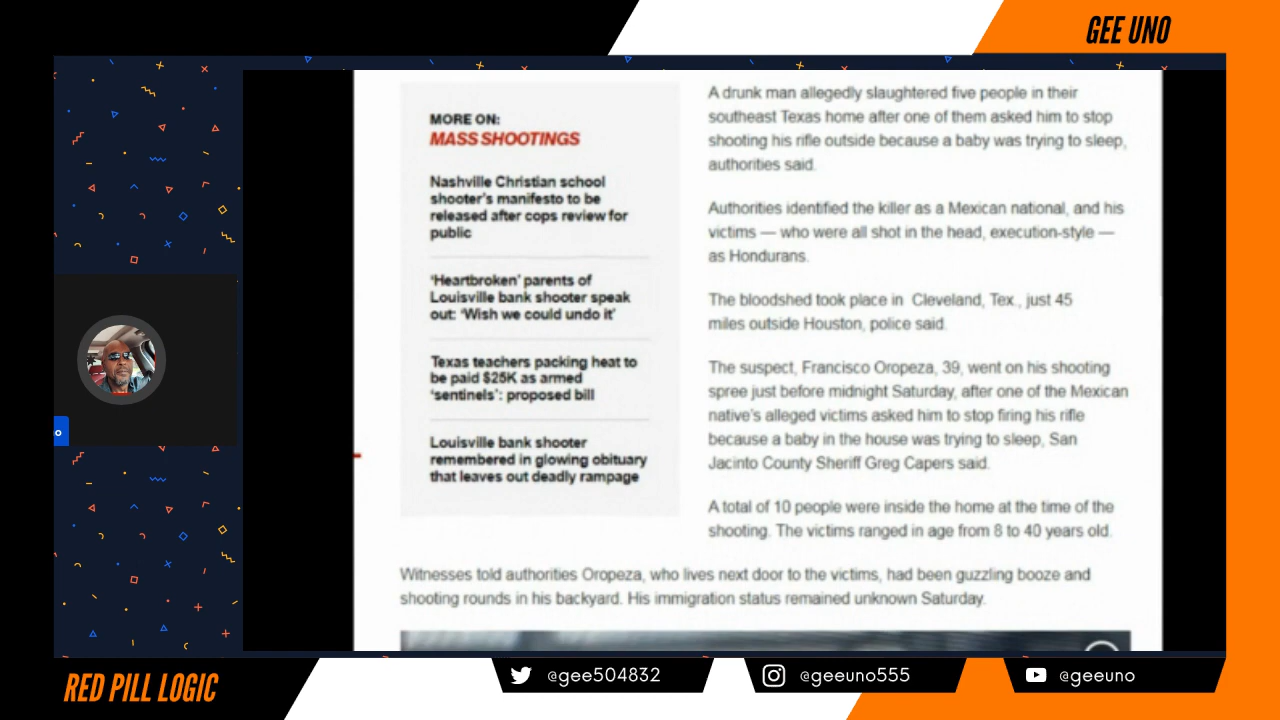 GEE UNO
MORE ON:
MASS SHOOTINGS
Nashville Christian school
shooter's manifesto to be
released after cops review for
public
'Heartbroken' parents of
Louisville bank shooter speak
out: 'Wish we could undo it'
Texas teachers packing heat to
be paid $25K as armed
'sentinels': proposed bill
Louisville bank shooter
remembered in glowing obituary
that leaves out deadly rampage
A drunk man allegedly slaughtered five people in their
southeast Texas home after one of them asked him to stop
shooting his rifle outside because a baby was trying to sleep,
authorities said.
Authorities identified the killer as a Mexican national, and his
victims — who were all shot in the head, execution-style —
as Hondurans.
The bloodshed took place in Cleveland, Tex., just 45
miles outside Houston, police said.
The suspect, Francisco Oropeza, 39, went on his shooting
spree just before midnight Saturday, after one of the Mexican
native's alleged victims asked him to stop firing his rifle
because a baby in the house was trying to sleep, San
Jacinto County Sheriff Greg Capers said.
A total of 10 people were inside the home at the time of the
shooting. The victims ranged in age from 8 to 40 years old.
Witnesses told authorities Oropeza, who lives next door to the victims, had been guzzling booze and
shooting rounds in his backyard. His immigration status remained unknown Saturday.
o
RED PILL LOGIC
@gee504832
@geeuno555
@geeuno